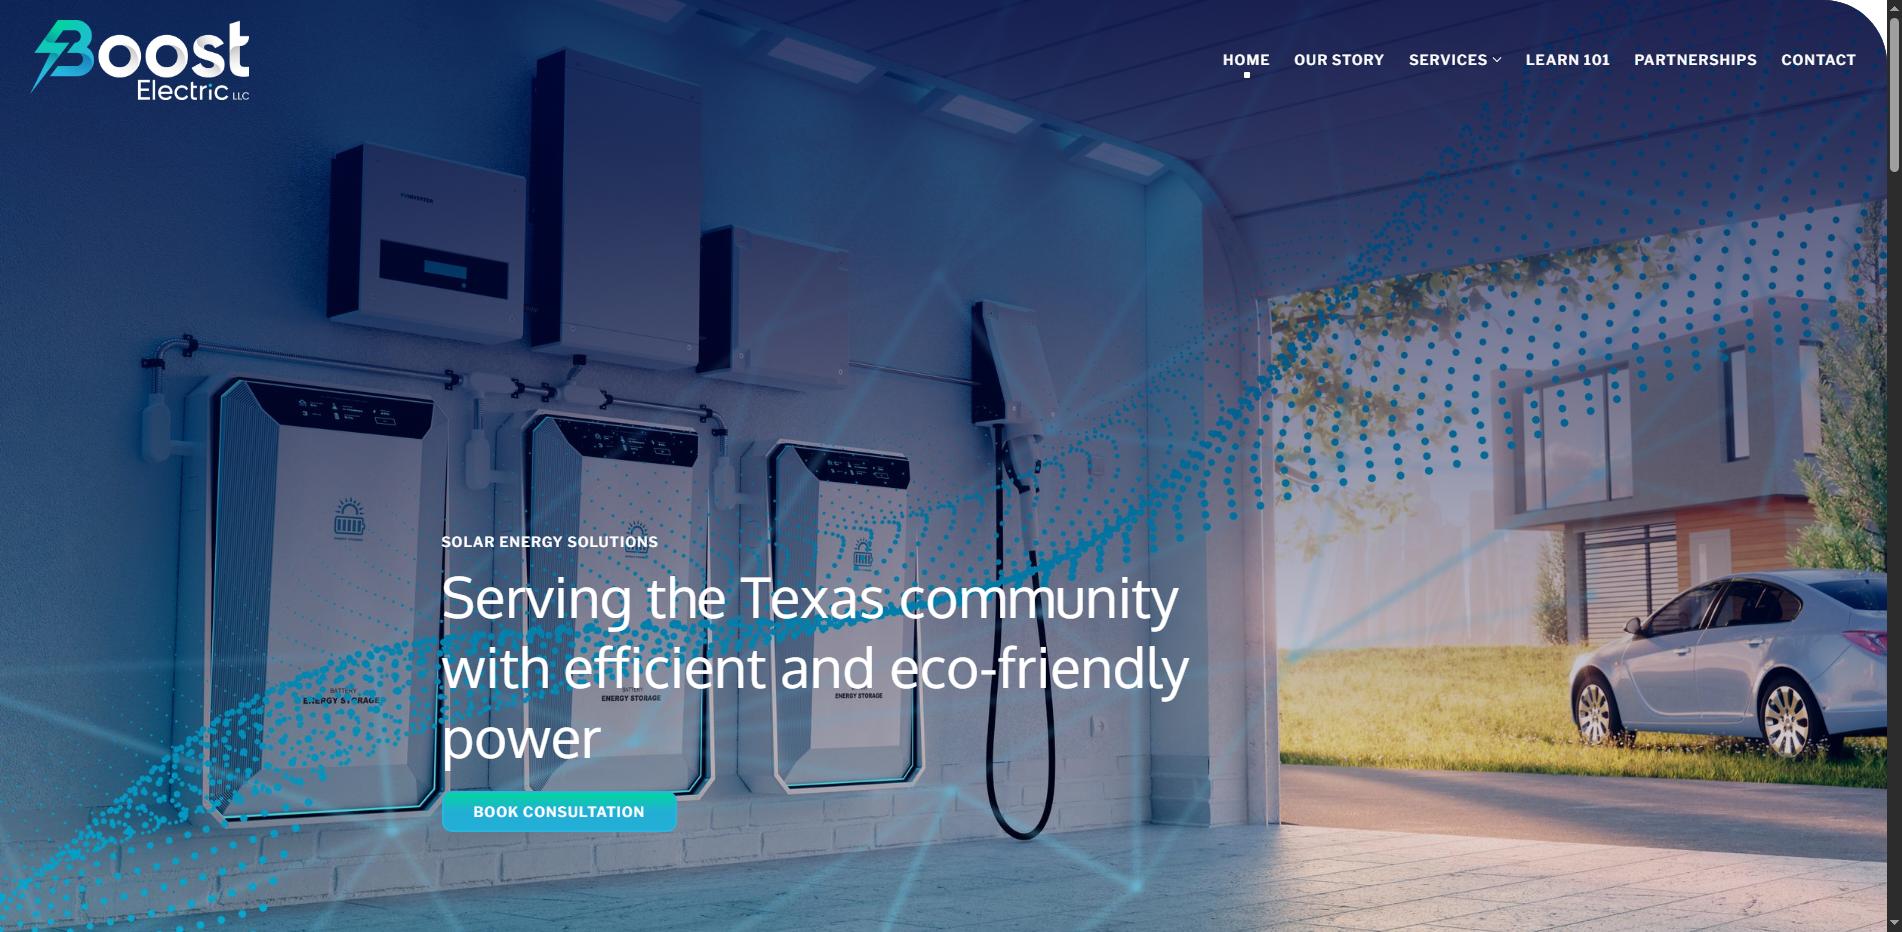 Boost
Electric LLC
HOME
OUR STORY
SERVICES
LEARN 101
PARTNERSHIPS
CONTACT
SOLAR ENERGY SOLUTIONS
Serving the Texas community
with efficient and eco-friendly
power
BOOK CONSULTATION
BATTERY
ENERGY STORAGE
BATTERY
ENERGY STORAGE
ENERGY STORAGE